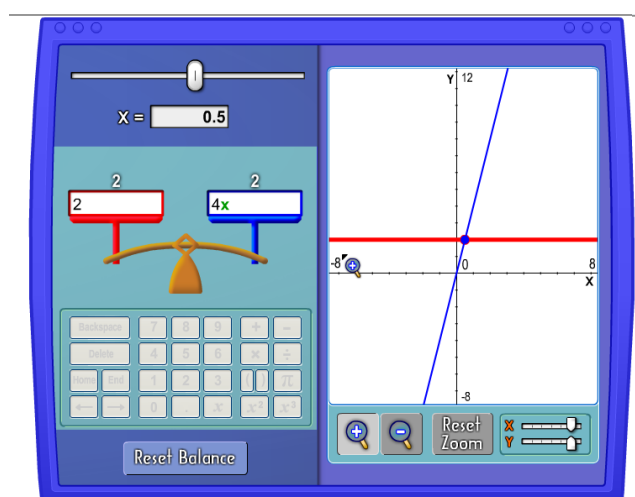 X = 0.5
2 2
2 4x
Backspace 7 8 9 + −
Delete 4 5 6 × ÷
Home End 1 2 3 ( ) π
← → 0 . x x² x³
Reset Balance
Y 12
-8 0 8
X
-8
Reset
Zoom
X
Y